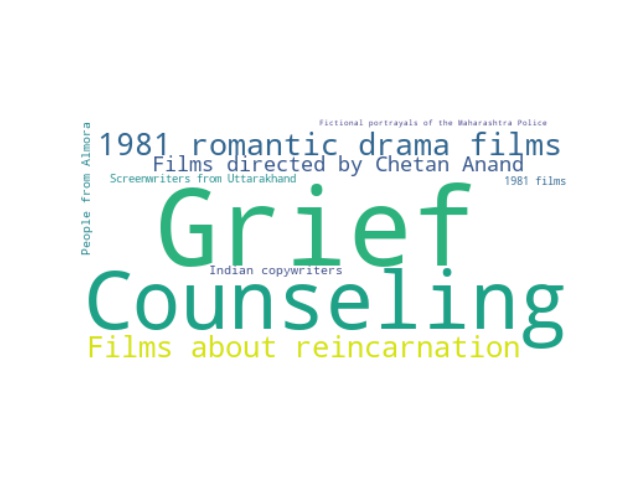 Fictional portrayals of the Maharashtra Police
1981 romantic drama films
Films directed by Chetan Anand
Screenwriters from Uttarakhand
1981 films
People from Almora
Grief
Indian copywriters
Counseling
Films about reincarnation